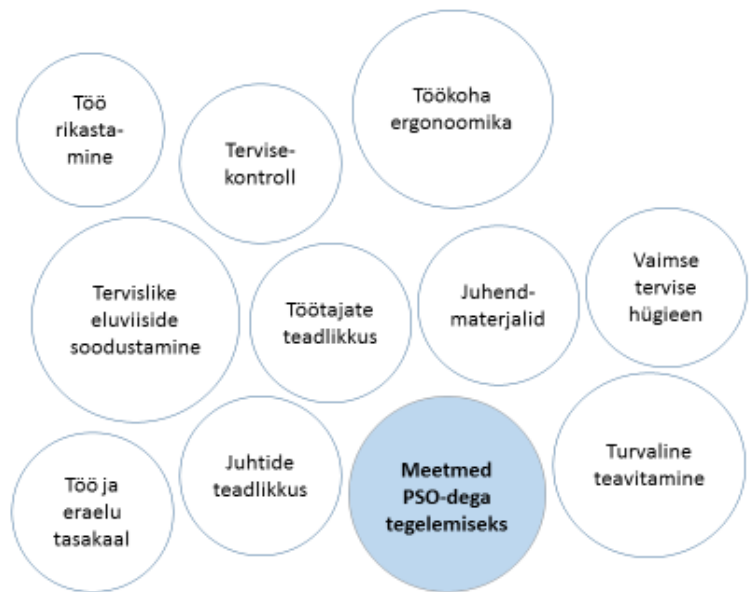 Töö
rikasta-
mine
Tervise-
kontroll
Töökoha
ergonoomika
Tervislike
eluviiside
soodustamine
Töötajate
teadlikkus
Juhend-
materjalid
Vaimse
tervise
hügieen
Töö ja
eraelu
tasakaal
Juhtide
teadlikkus
Meetmed
PSO-dega
tegelemiseks
Turvaline
teavitamine